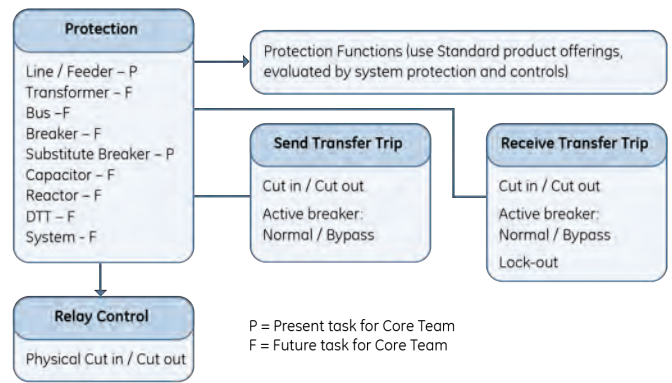 Protection
Line / Feeder – P
Transformer – F
Bus –F
Breaker – F
Substitute Breaker – P
Capacitor – F
Reactor – F
DTT – F
System - F
Protection Functions (use Standard product offerings,
evaluated by system protection and controls)
Send Transfer Trip
Cut in / Cut out
Active breaker:
Normal / Bypass
Receive Transfer Trip
Cut in / Cut out
Active breaker:
Normal / Bypass
Lock-out
Relay Control
Physical Cut in / Cut out
P = Present task for Core Team
F = Future task for Core Team